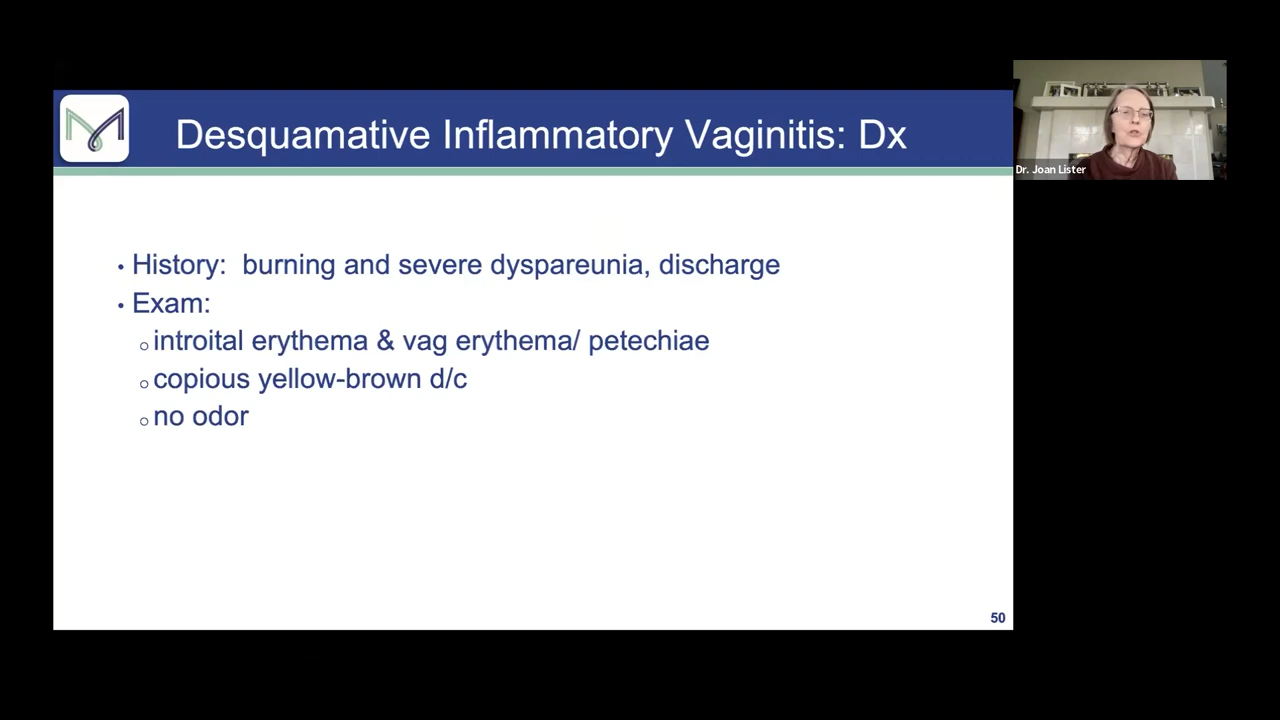 Desquamative Inflammatory Vaginitis: Dx
Dr. Joan Lister
• History: burning and severe dyspareunia, discharge
• Exam:
○ introital erythema & vag erythema/ petechiae
○ copious yellow-brown d/c
○ no odor
50